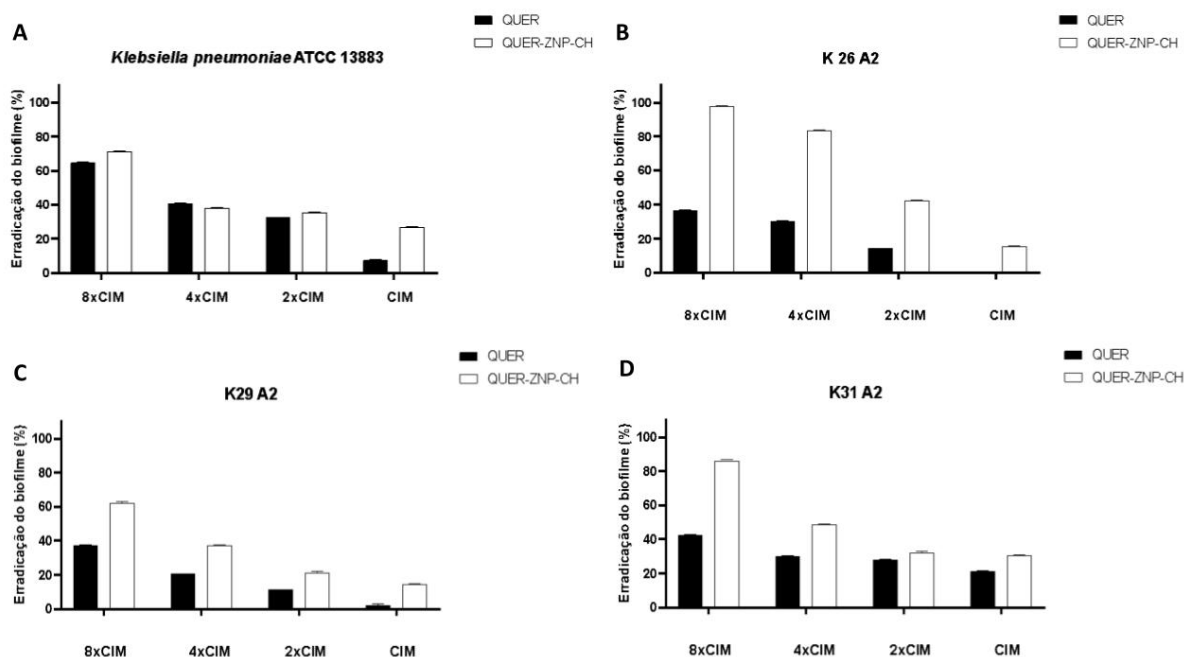 A
Klebsiella pneumoniae ATCC 13883
QUER
QUER-ZNP-CH
Erradicação do biofilme (%)
100
80
60
40
20
0
8xCIM 4xCIM 2xCIM CIM
B
K 26 A2
QUER
QUER-ZNP-CH
Erradicação do biofilme (%)
100
80
60
40
20
0
8xCIM 4xCIM 2xCIM CIM
C
K29 A2
QUER
QUER-ZNP-CH
Erradicação do biofilme (%)
100
80
60
40
20
0
8xCIM 4xCIM 2xCIM CIM
D
K31 A2
QUER
QUER-ZNP-CH
Erradicação do biofilme (%)
100
80
60
40
20
0
8xCIM 4xCIM 2xCIM CIM